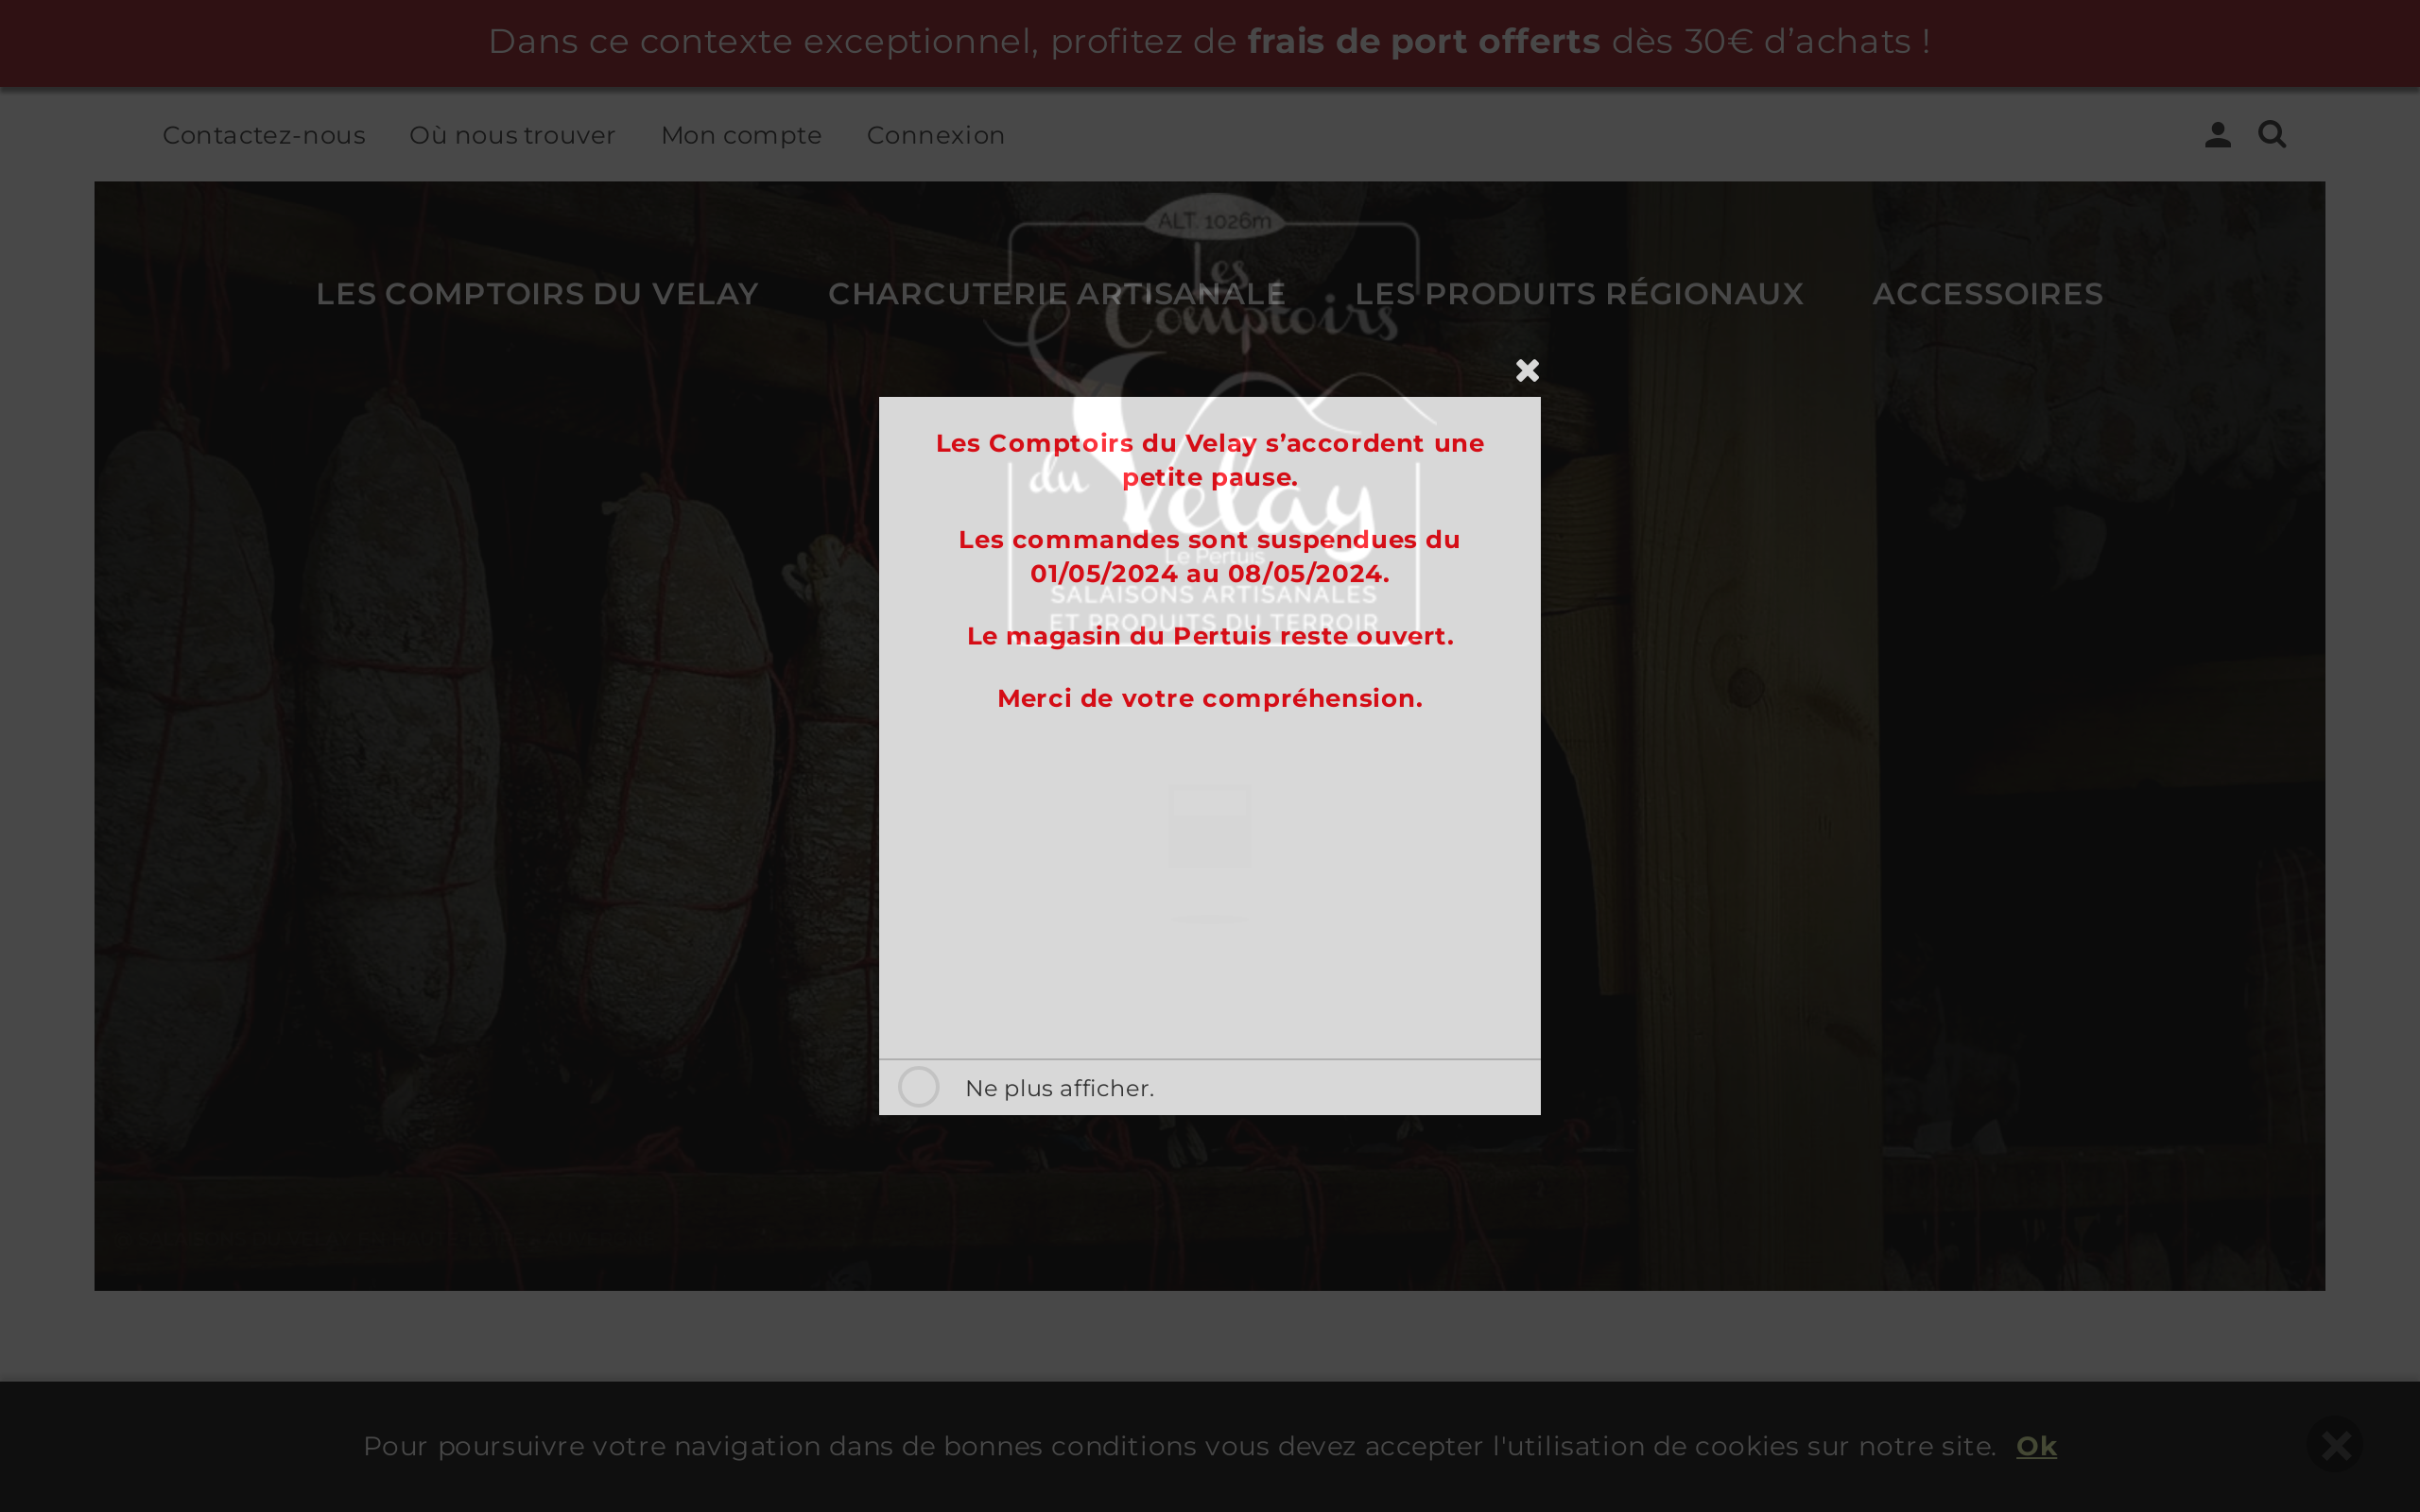 Dans ce contexte exceptionnel, profitez de frais de port offerts dès 30€ d’achats !
Contactez-nous
Où nous trouver
Mon compte
Connexion
ALT. 1026m
LES COMPTOIRS DU VELAY
CHARCUTERIE ARTISANALE
LES PRODUITS RÉGIONAUX
ACCESSOIRES
Les
Comptoirs
du Velay
Le Pertuis
SALAISONS ARTISANALES
ET PRODUITS DU TERROIR
Les Comptoirs du Velay s’accordent une
petite pause.
Les commandes sont suspendues du
01/05/2024 au 08/05/2024.
Le magasin du Pertuis reste ouvert.
Merci de votre compréhension.
Ne plus afficher.
Pour poursuivre votre navigation dans de bonnes conditions vous devez accepter l'utilisation de cookies sur notre site. Ok